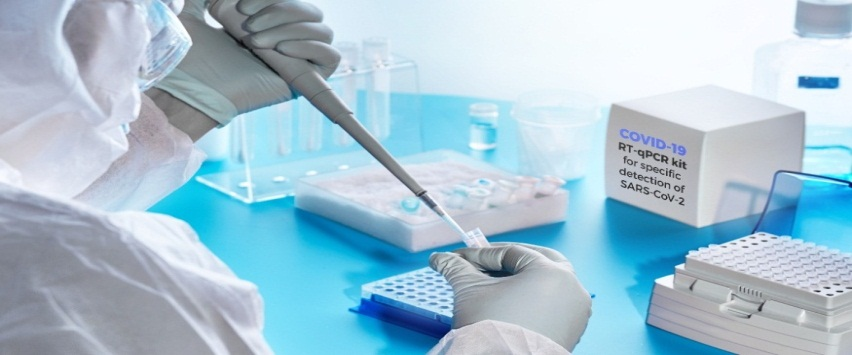 COVID-19
RT-qPCR kit
for specific
detection of
SARS-CoV-2